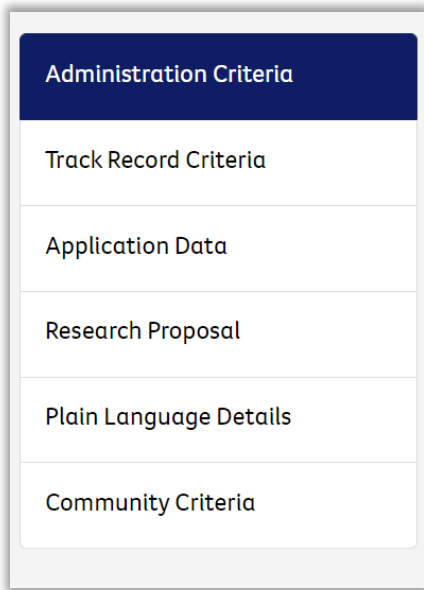 Administration Criteria
Track Record Criteria
Application Data
Research Proposal
Plain Language Details
Community Criteria